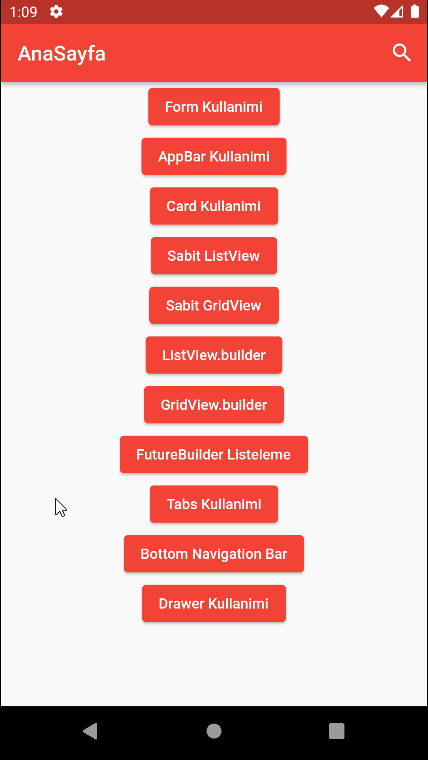 1:09
AnaSayfa
Form Kullanimi
AppBar Kullanimi
Card Kullanimi
Sabit ListView
Sabit GridView
ListView.builder
GridView.builder
FutureBuilder Listeleme
Tabs Kullanimi
Bottom Navigation Bar
Drawer Kullanimi